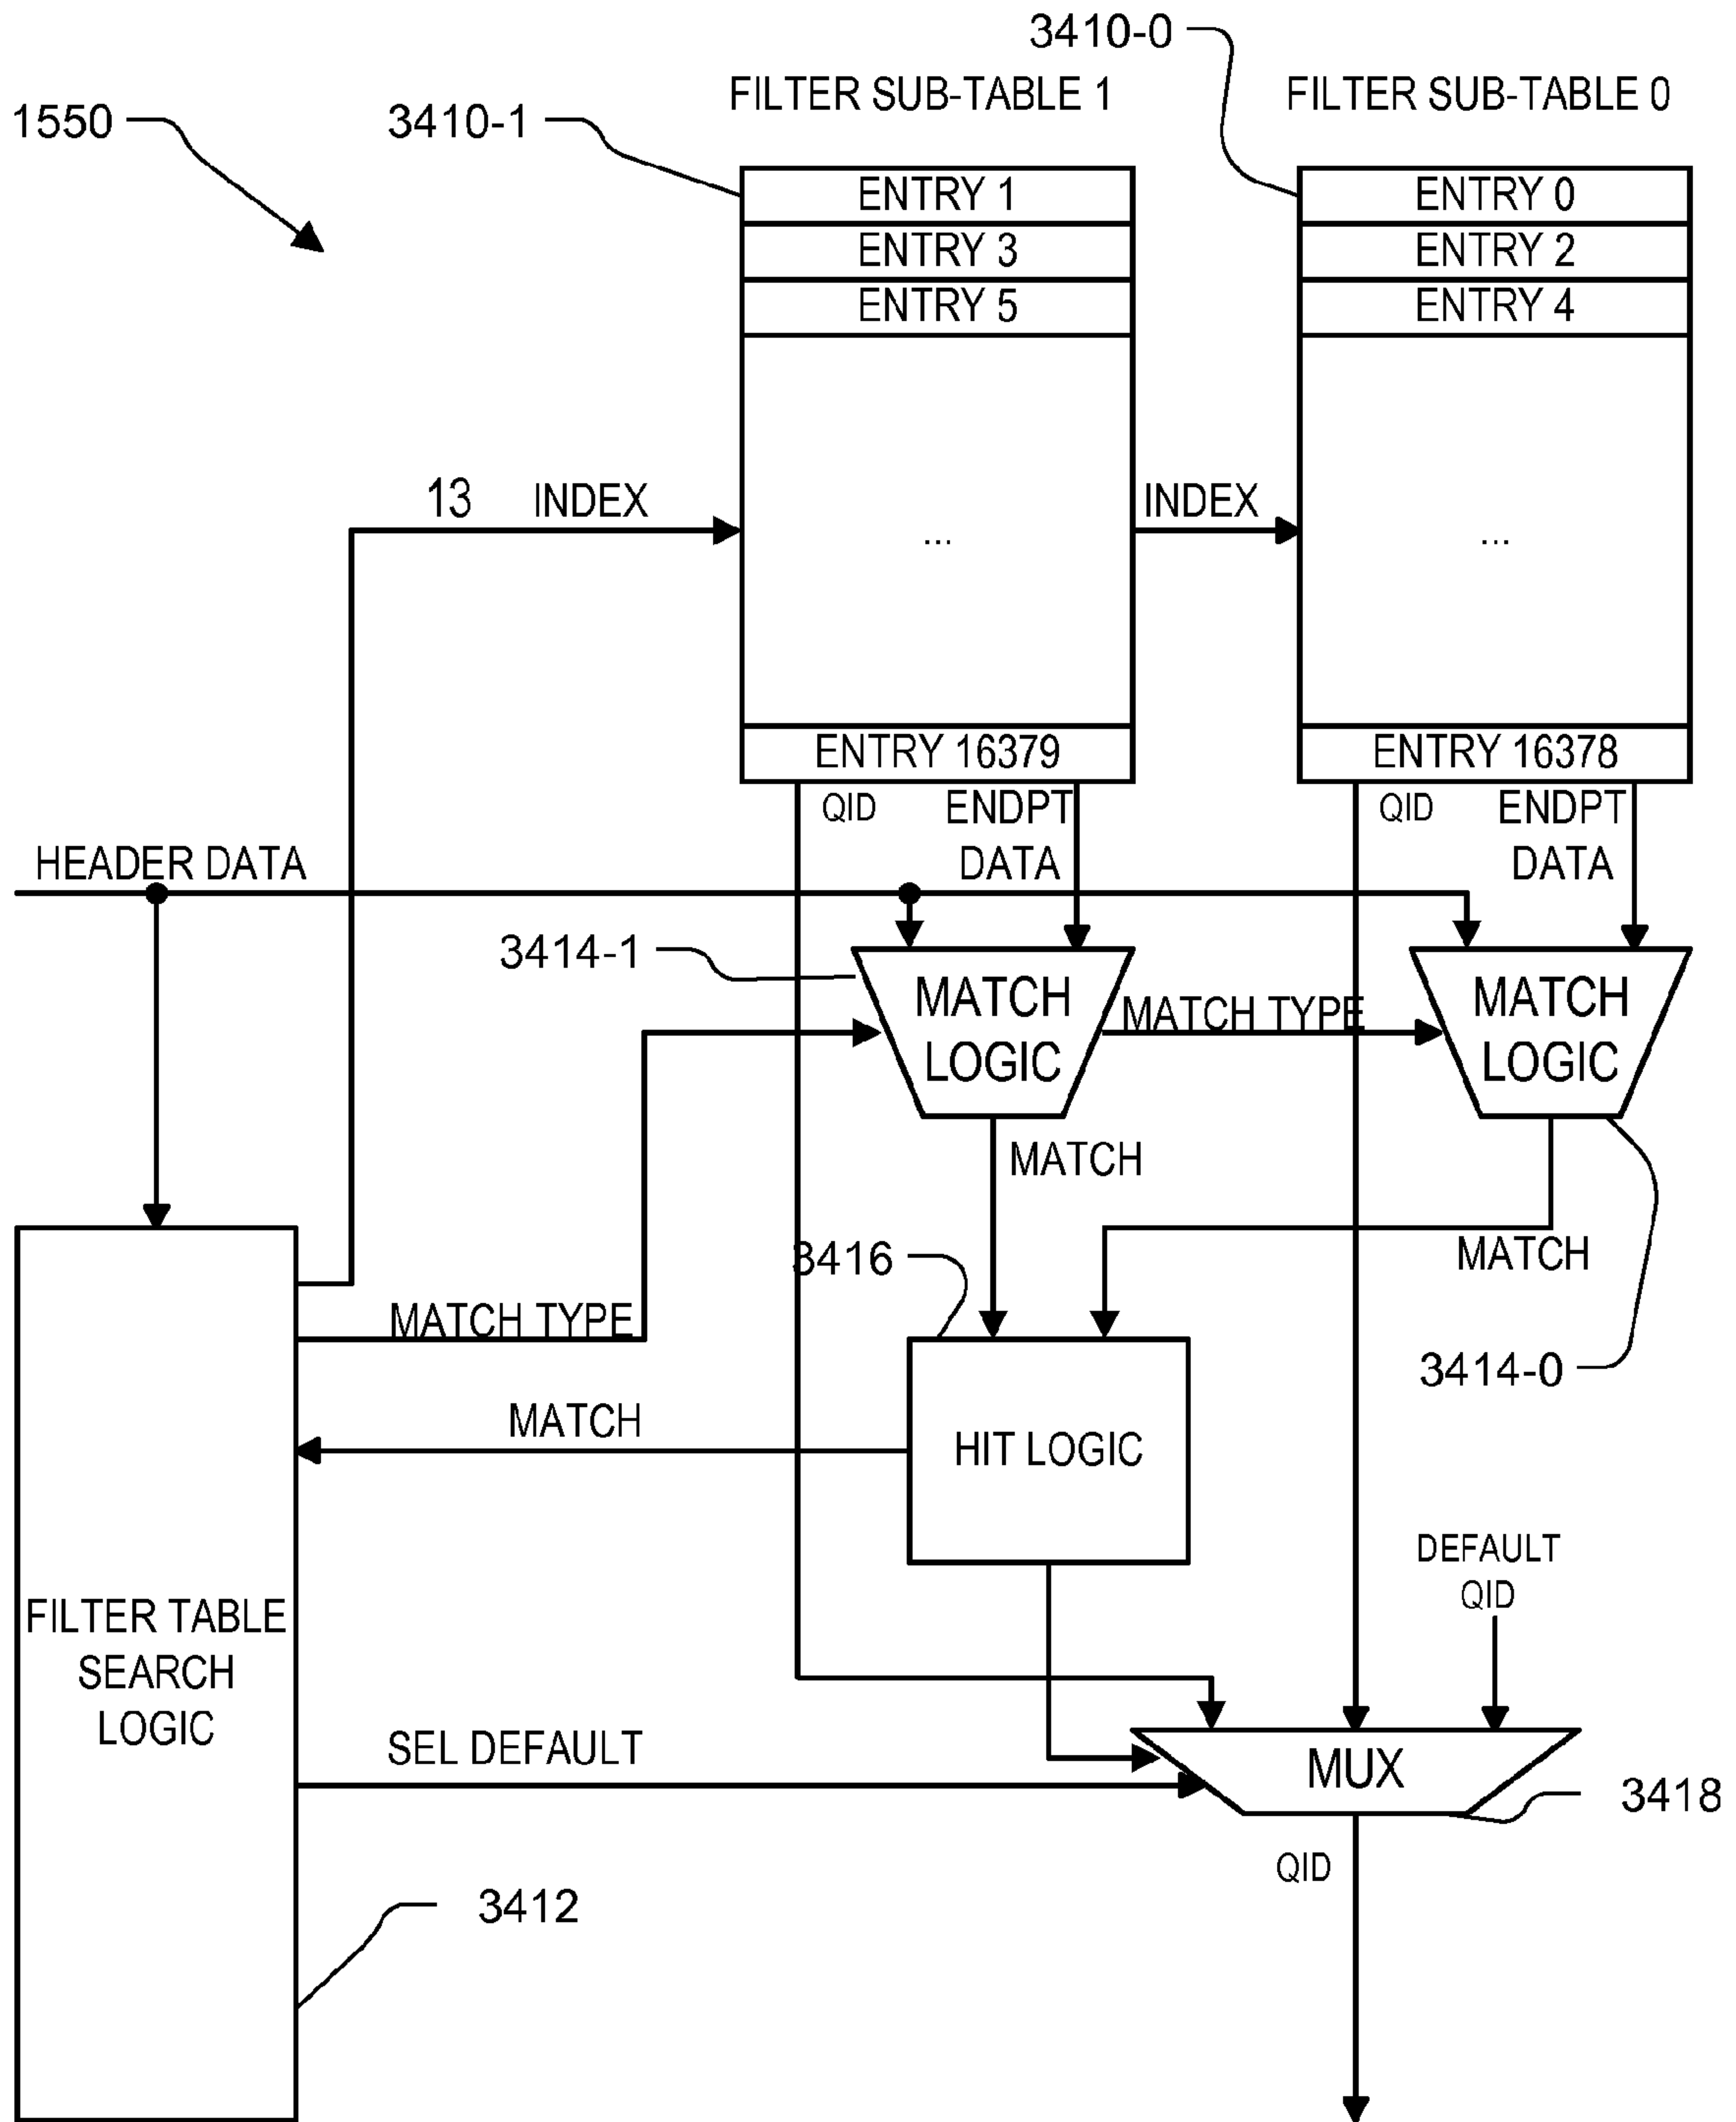 3410-0
FILTER SUB-TABLE 1
FILTER SUB-TABLE 0
1550
3410-1
ENTRY 1
ENTRY 0
ENTRY 3
ENTRY 2
ENTRY 5
ENTRY 4
13
INDEX
INDEX
...
...
ENTRY 16379
ENTRY 16378
QID
ENDPT
DATA
QID
ENDPT
DATA
HEADER DATA
3414-1
MATCH
LOGIC
MATCH TYPE
MATCH
LOGIC
MATCH
MATCH
3416
MATCH TYPE
3414-0
MATCH
HIT LOGIC
DEFAULT
QID
FILTER TABLE
SEARCH
LOGIC
SEL DEFAULT
MUX
3418
QID
3412